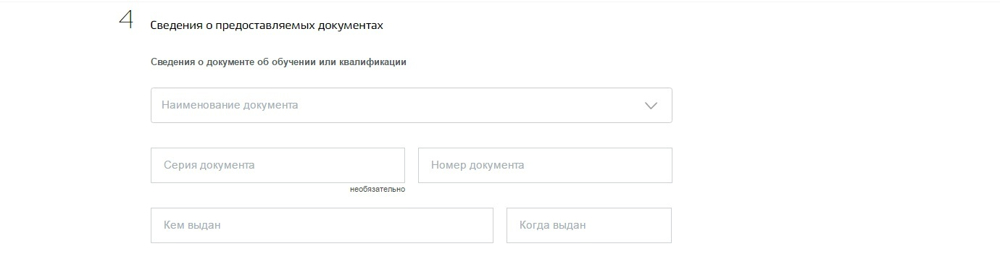 4 Сведения о предоставляемых документах
Сведения о документе об обучении или квалификации
Наименование документа
Серия документа Номер документа
необязательно
Кем выдан Когда выдан